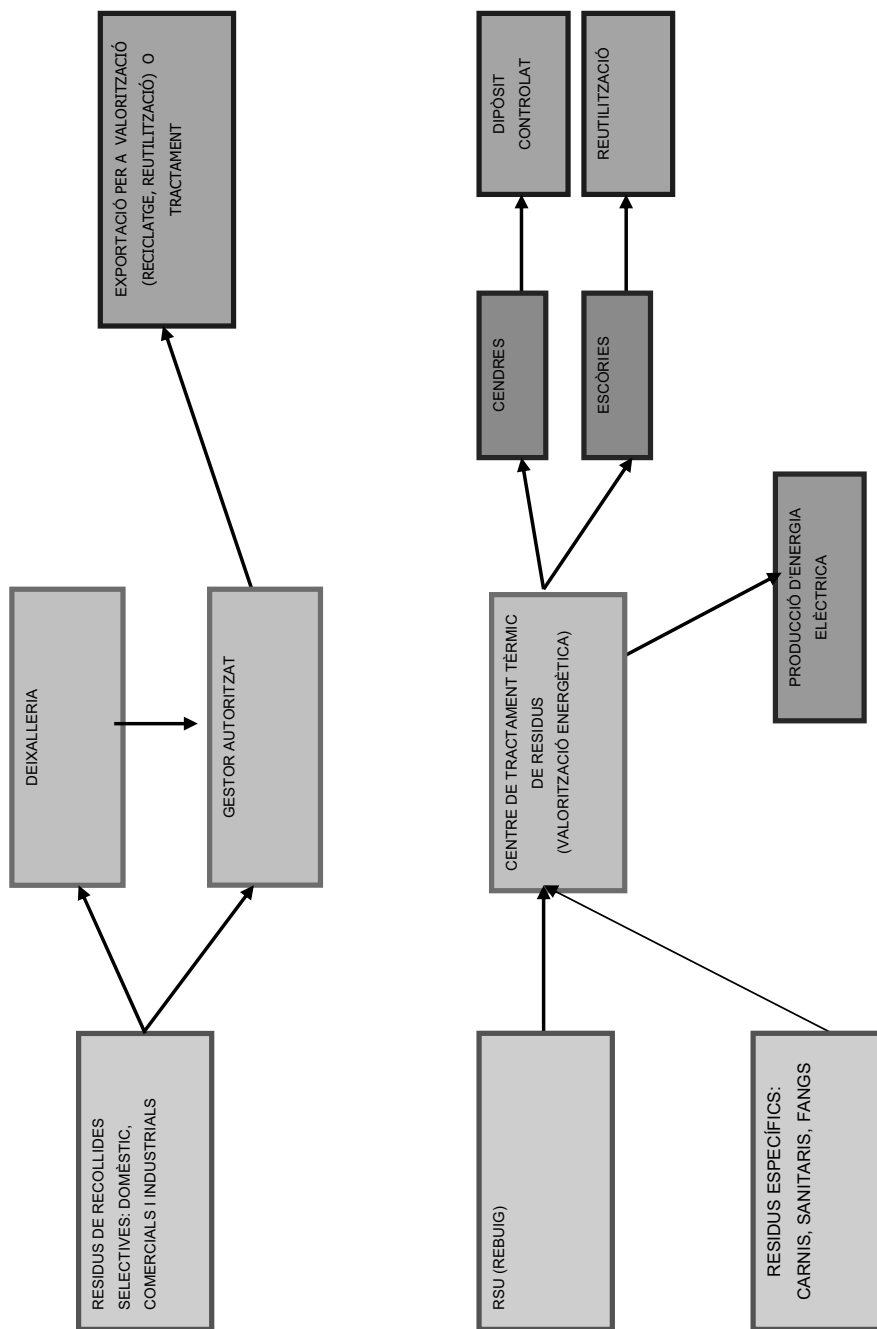 RESIDUS DE RECOLLIDES
SELECTIVES: DOMÈSTIC,
COMERCIALS I INDUSTRIALS
DEIXALLERIA
GESTOR AUTORITZAT
EXPORTACIÓ PER A VALORITZACIÓ
(RECICLATGE, REUTILITZACIÓ) O
TRACTAMENT
RSU (REBUIG)
RESIDUS ESPECÍFICS:
CARNIS, SANITARIS, FANGS
CENTRE DE TRACTAMENT TÈRMIC
DE RESIDUS
(VALORITZACIÓ ENERGÈTICA)
CENDRES
ESCÒRIES
DIPÒSIT
CONTROLAT
REUTILITZACIÓ
PRODUCCIÓ D'ENERGIA
ELÈCTRICA